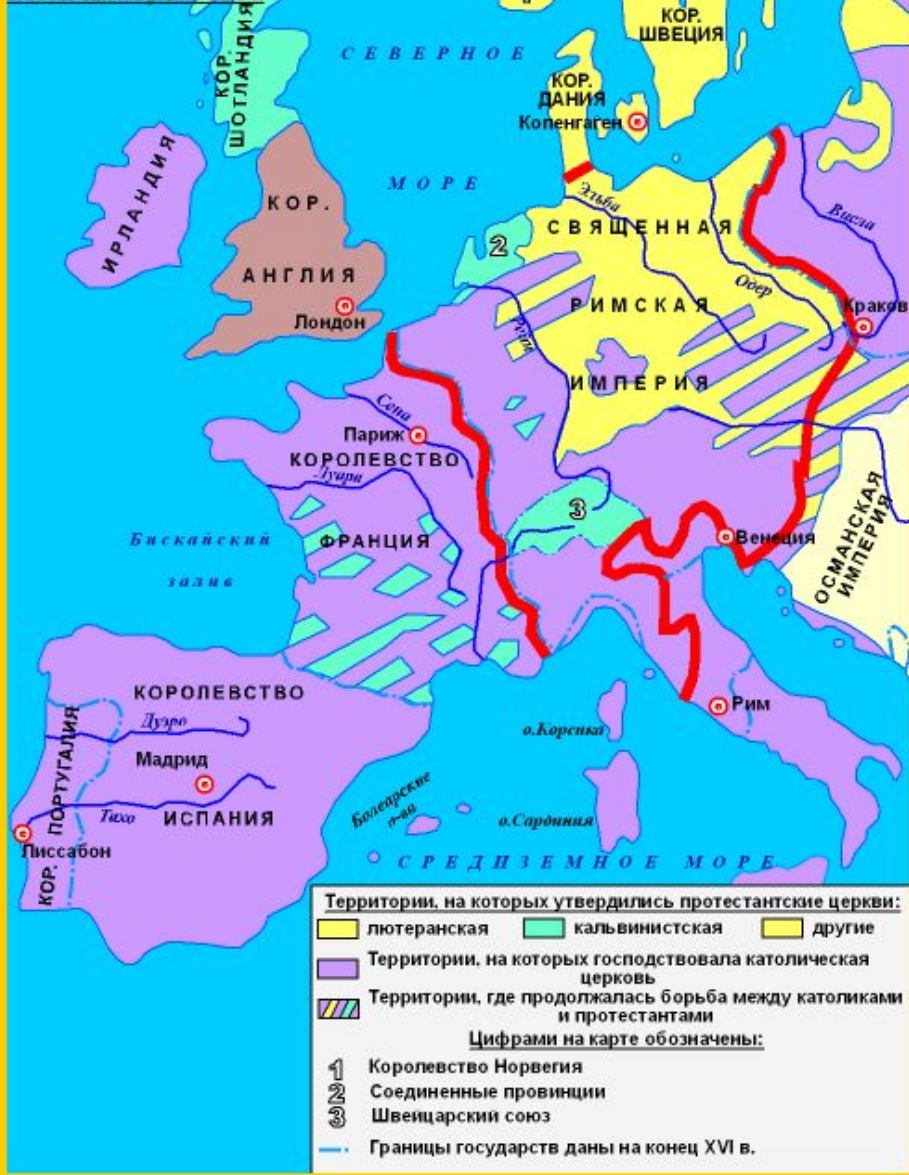 1
КОР.
ШВЕЦИЯ
КОР.
ШОТЛАНДИЯ
СЕВЕРНОЕ
МОРЕ
КОР.
ДАНИЯ
Копенгаген
ИРЛАНДИЯ
КОР.
АНГЛИЯ
Лондон
2
Эльба
СВЯЩЕННАЯ
РИМСКАЯ
ИМПЕРИЯ
Висла
Одер
Краков
Рейн
Сена
Париж
КОРОЛЕВСТВО
Луара
ФРАНЦИЯ
Бискайский
залив
3
Венеция
ОСМАНСКАЯ
ИМПЕРИЯ
КОРОЛЕВСТВО
Дуэро
КОР. ПОРТУГАЛИЯ
Мадрид
Тахо
ИСПАНИЯ
Лиссабон
Рим
о.Корсика
Болеарские
о-ва
о.Сардиния
СРЕДИЗЕМНОЕ МОРЕ
Территории, на которых утвердились протестантские церкви:
лютеранская
кальвинистская
другие
Территории, на которых господствовала католическая
церковь
Территории, где продолжалась борьба между католиками
и протестантами
Цифрами на карте обозначены:
1 Королевство Норвегия
2 Соединенные провинции
3 Швейцарский союз
Границы государств даны на конец XVI в.